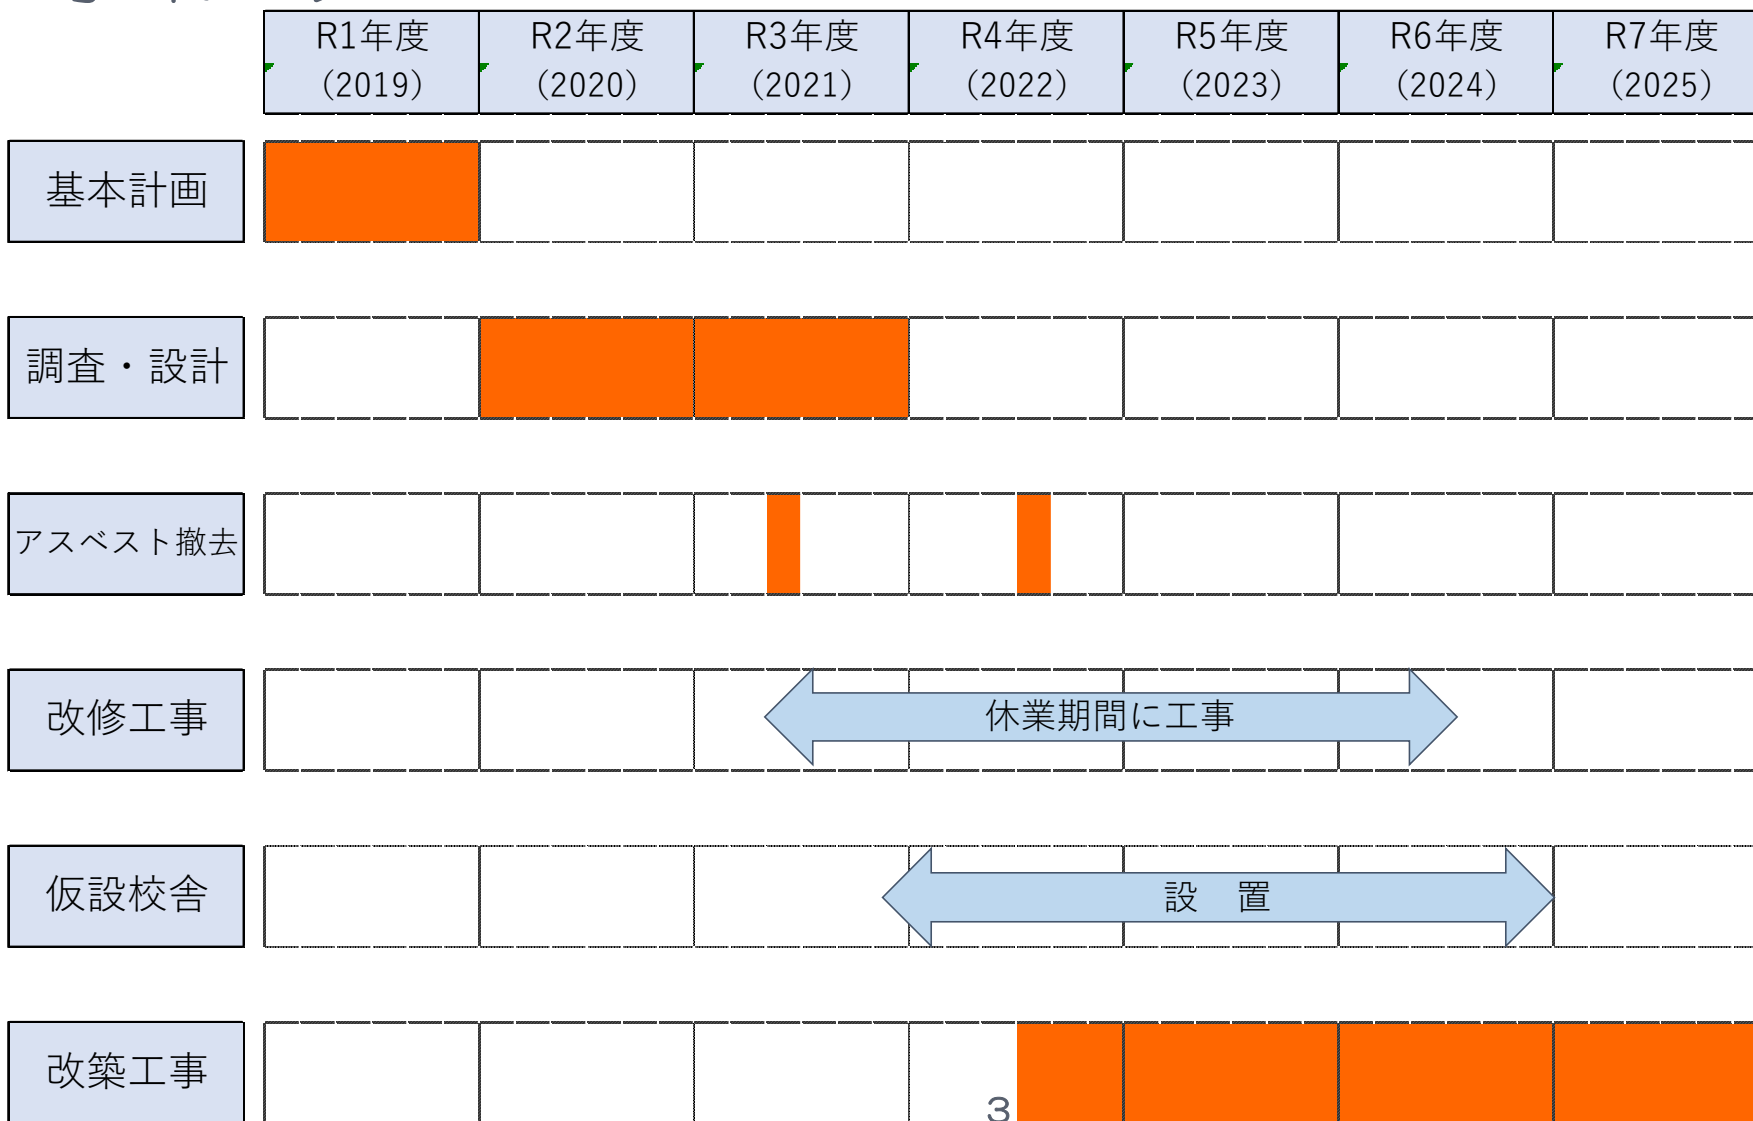 R1年度 R2年度 R3年度 R4年度 R5年度 R6年度 R7年度
（2019） （2020） （2021） （2022） （2023） （2024） （2025）
基本計画
調査・設計
アスベスト撤去
改修工事 休業期間に工事
仮設校舎 設　置
改築工事
3